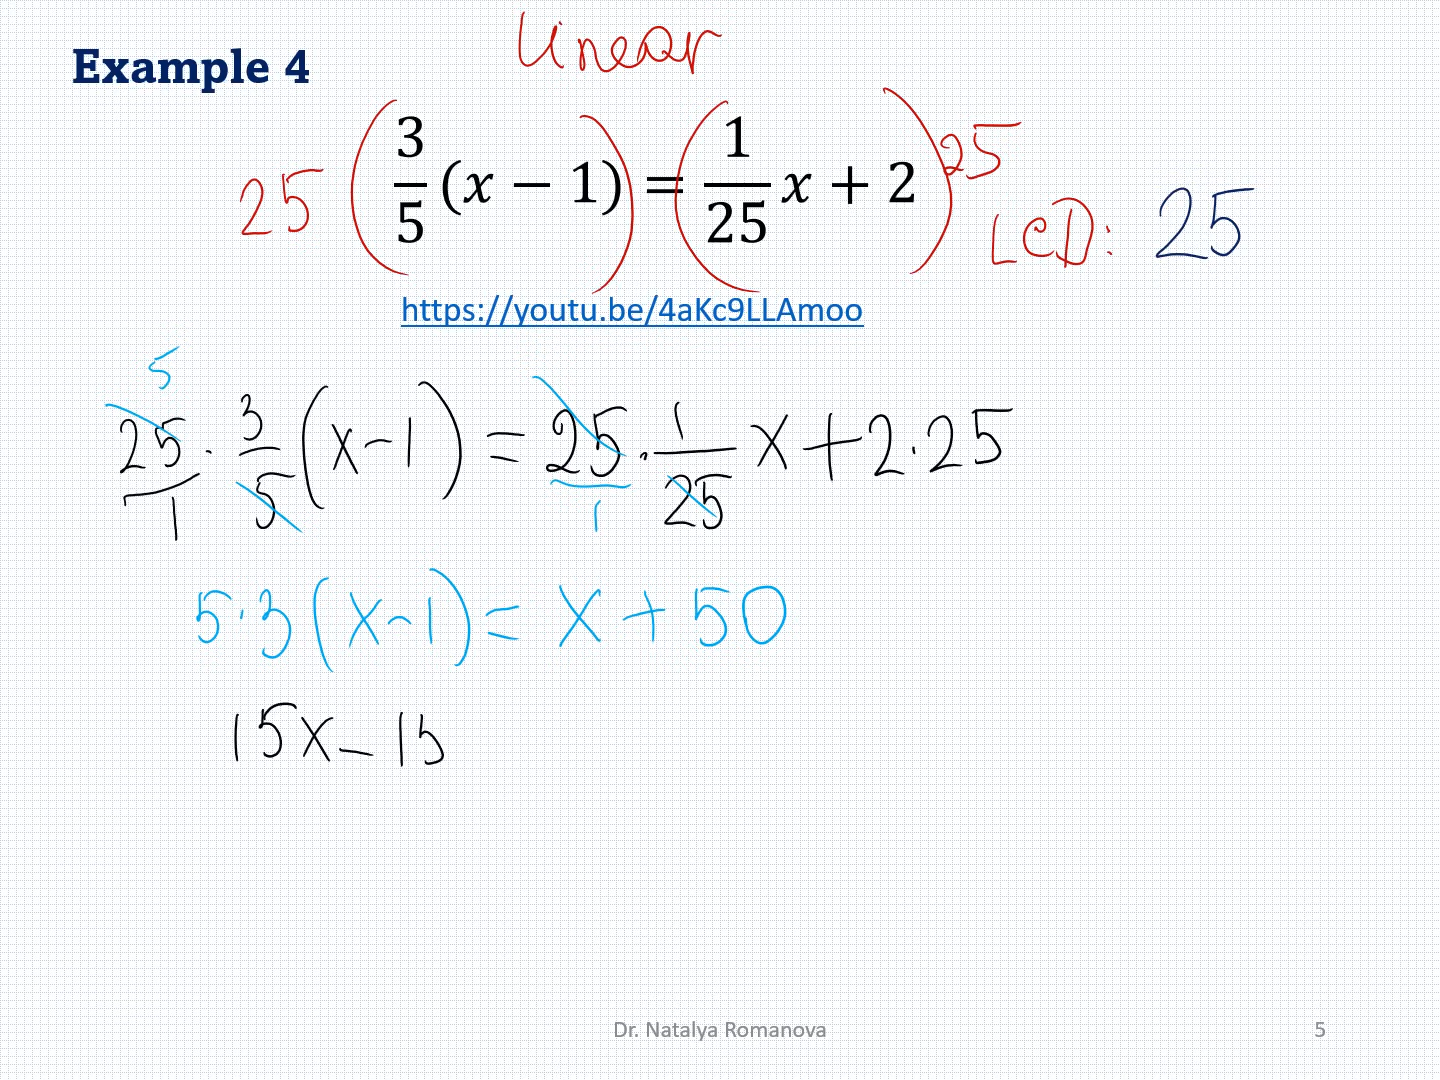 Linear
Example 4
25 ( 3/5 (x − 1) ) = ( 1/25 x + 2 ) 25
LCD: 25
https://youtu.be/4aKc9LLAmoo
5
25/1 · 3/5 (x-1) = 25/1 · 1/25 x + 2 · 25
5 · 3 (x-1) = x + 50
15x - 15
Dr. Natalya Romanova 5